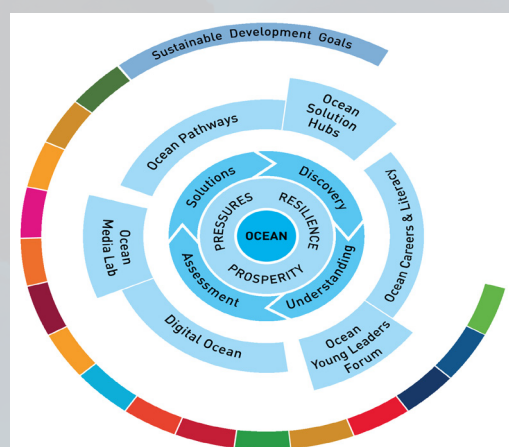 Sustainable Development Goals
Ocean Pathways
Ocean
Solution
Hubs
Solutions
Discovery
PRESSURES
RESILIENCE
OCEAN
PROSPERITY
Ocean
Media Lab
Ocean Careers & Literacy
Assessment
Understanding
Digital Ocean
Ocean
Young Leaders
Forum